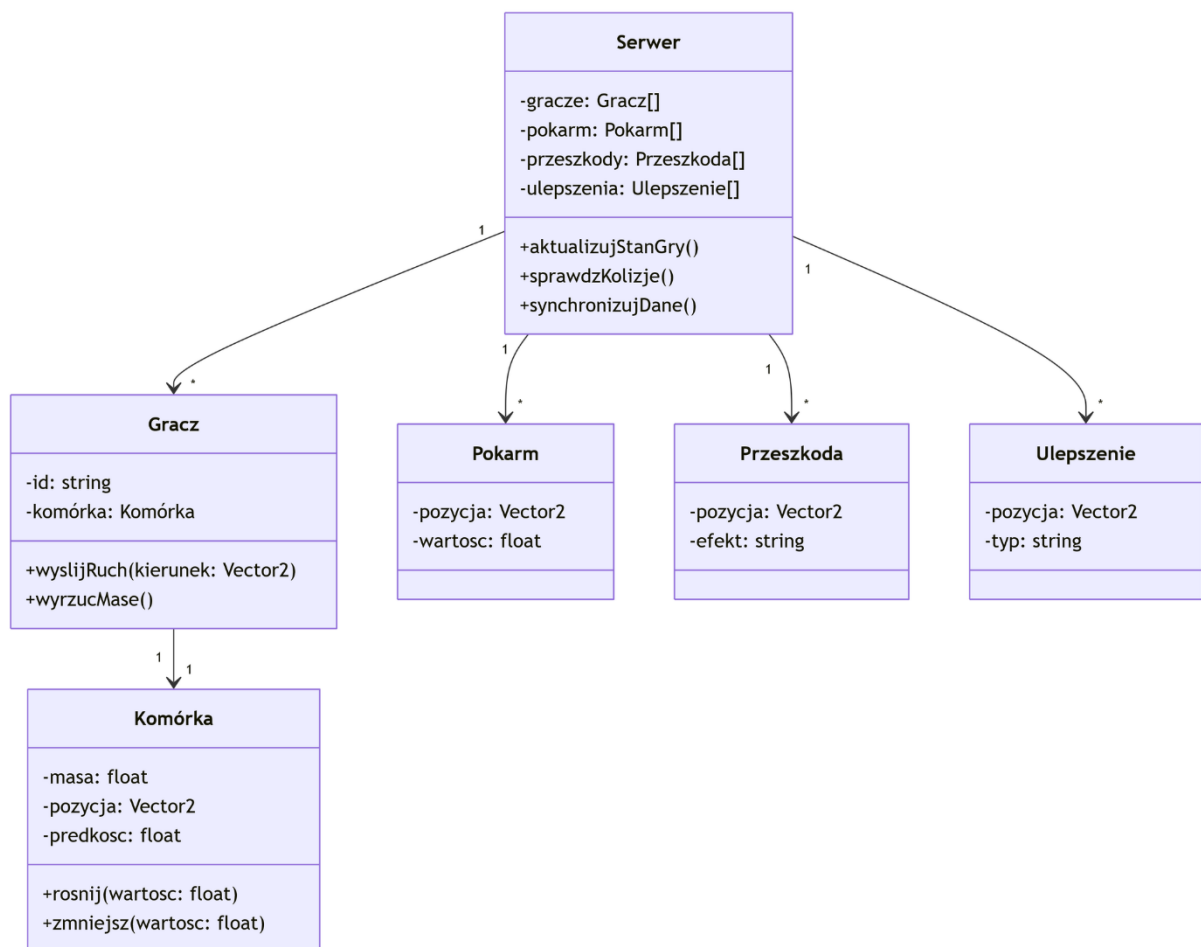 Serwer
-gracze: Gracz[]
-pokarm: Pokarm[]
-przeszkody: Przeszkoda[]
-ulepszenia: Ulepszenie[]
+aktualizujStanGry()
+sprawdzKolizje()
+synchronizujDane()
1
1
1
1
*
*
*
*
Gracz
-id: string
-komórka: Komórka
+wyslijRuch(kierunek: Vector2)
+wyrzucMase()
Pokarm
-pozycja: Vector2
-wartosc: float
Przeszkoda
-pozycja: Vector2
-efekt: string
Ulepszenie
-pozycja: Vector2
-typ: string
1
1
Komórka
-masa: float
-pozycja: Vector2
-predkosc: float
+rosnij(wartosc: float)
+zmniejsz(wartosc: float)